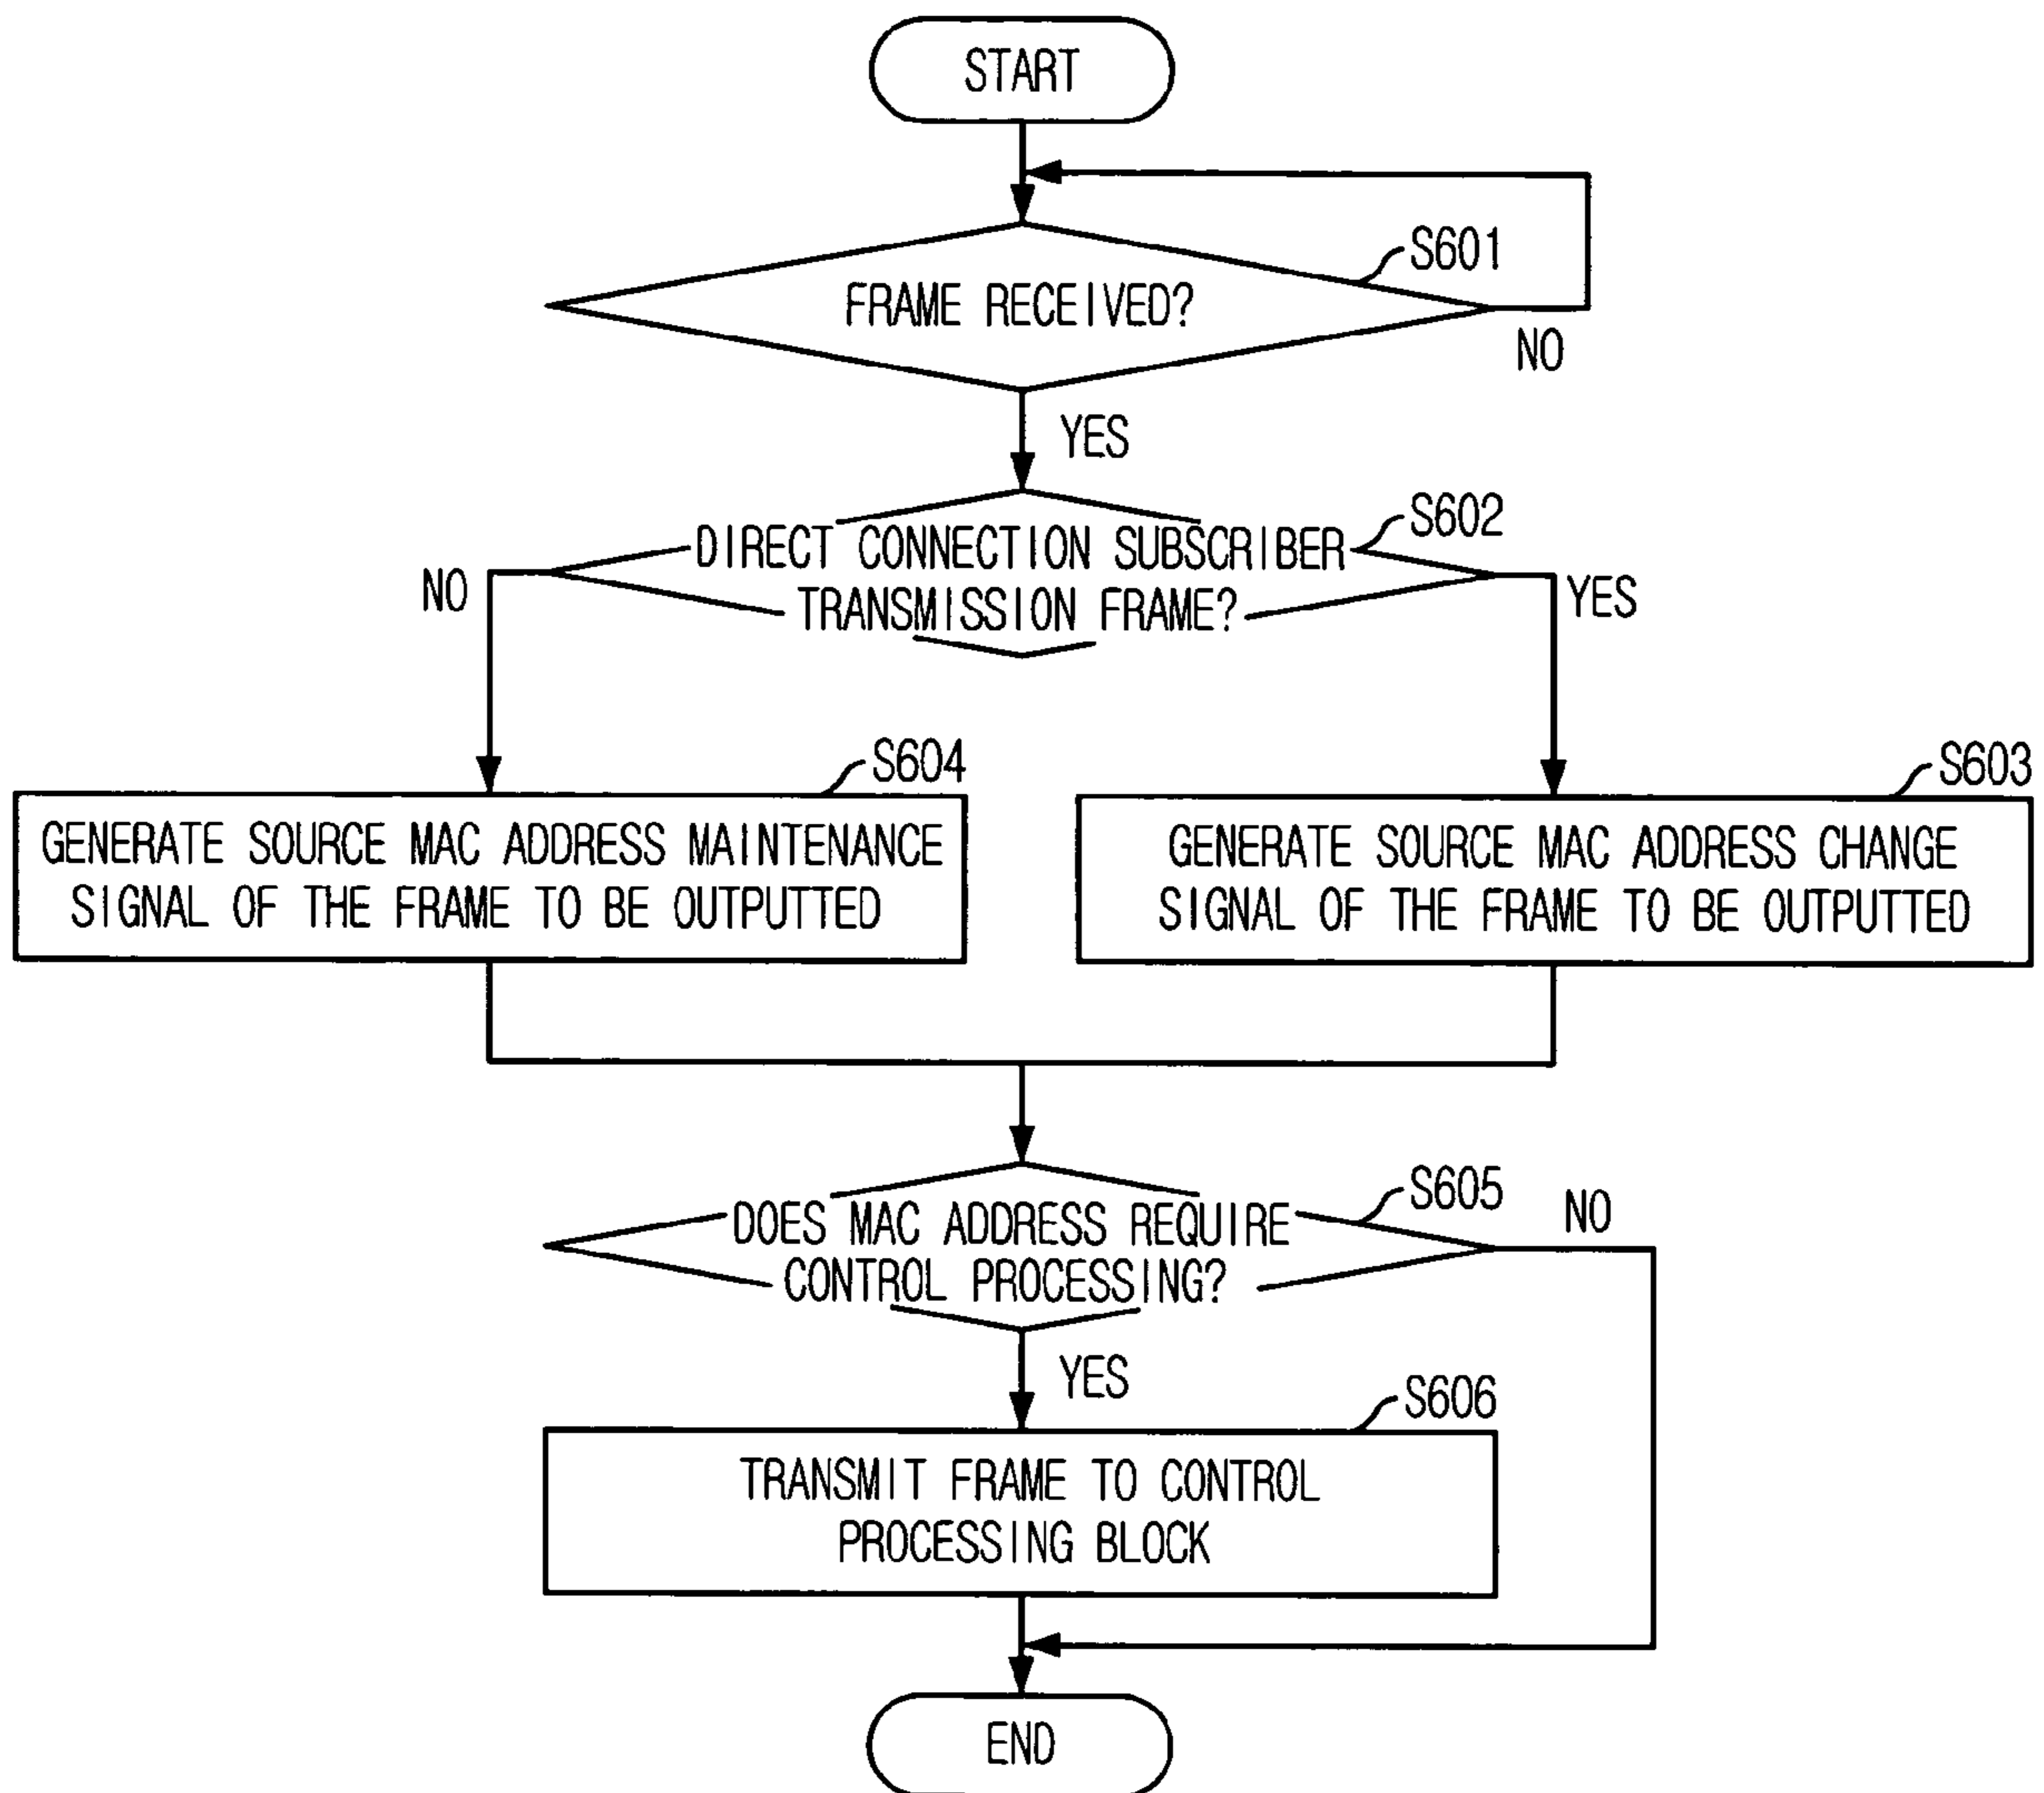 START
S601
FRAME RECEIVED?
NO
YES
S602
DIRECT CONNECTION SUBSCRIBER
TRANSMISSION FRAME?
NO
YES
S604
GENERATE SOURCE MAC ADDRESS MAINTENANCE
SIGNAL OF THE FRAME TO BE OUTPUTTED
S603
GENERATE SOURCE MAC ADDRESS CHANGE
SIGNAL OF THE FRAME TO BE OUTPUTTED
S605
DOES MAC ADDRESS REQUIRE
CONTROL PROCESSING?
NO
YES
S606
TRANSMIT FRAME TO CONTROL
PROCESSING BLOCK
END